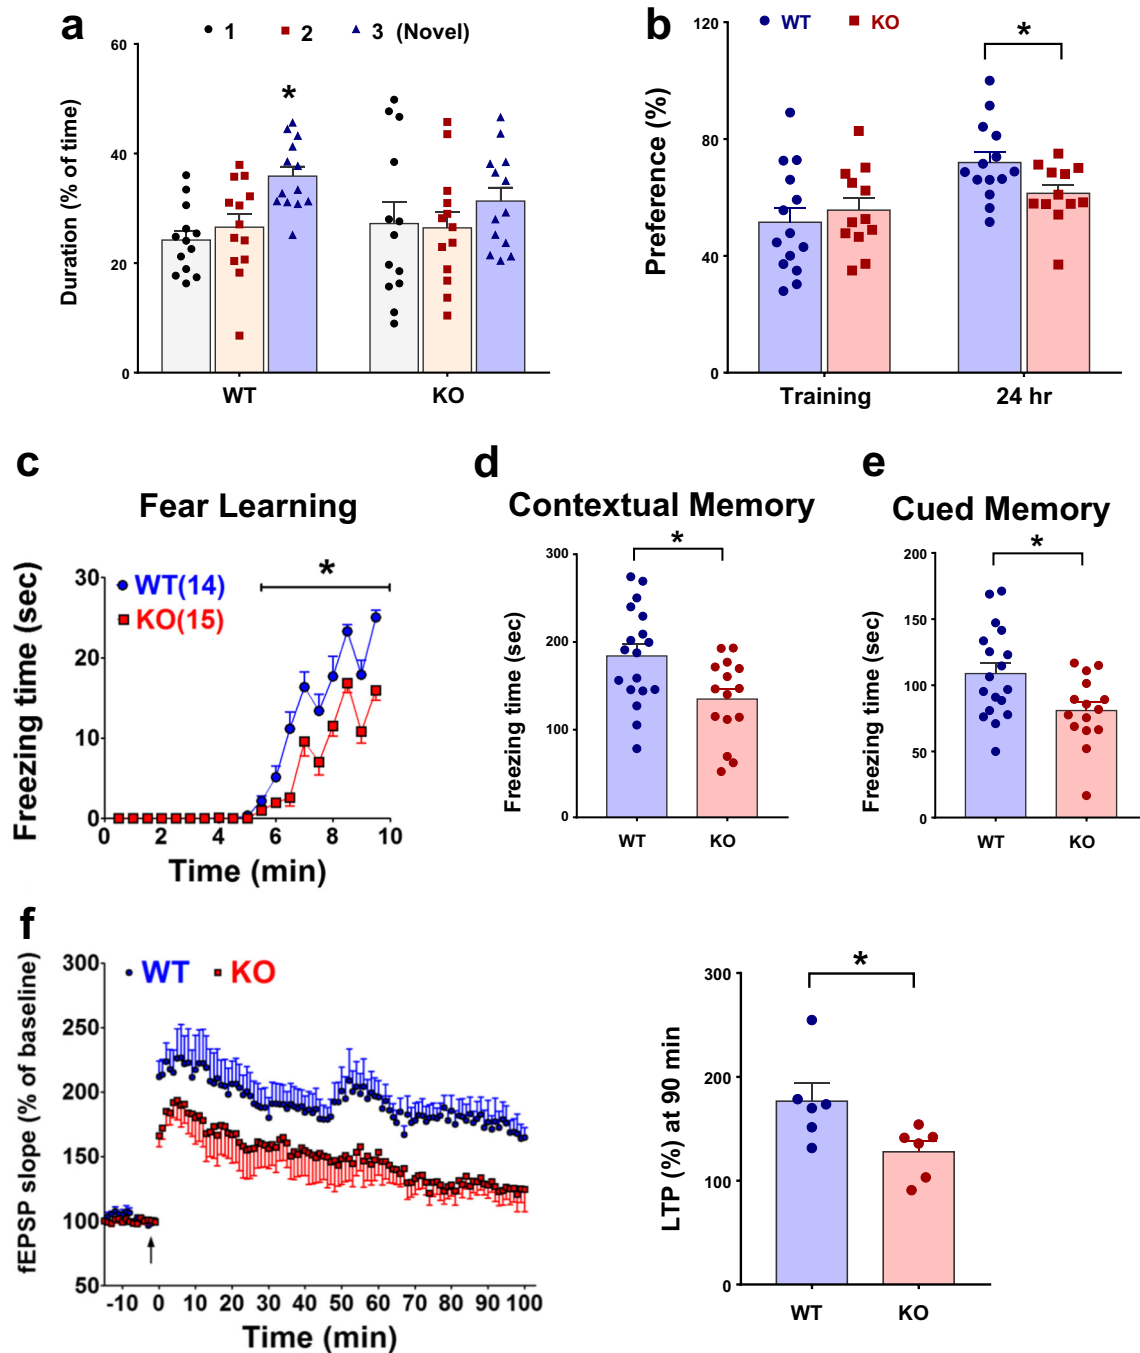 a
1 2 3 (Novel)
Duration (% of time)
60
40
20
0
*
WT KO
b
WT KO
Preference (%)
120
80
40
0
*
Training 24 hr
c
Fear Learning
Freezing time (sec)
30
20
10
0
WT(14)
KO(15)
*
0 2 4 6 8 10
Time (min)
d
Contextual Memory
Freezing time (sec)
300
200
100
0
*
WT KO
e
Cued Memory
Freezing time (sec)
200
150
100
50
0
*
WT KO
f
WT KO
fEPSP slope (% of baseline)
300
250
200
150
100
50
-10 0 10 20 30 40 50 60 70 80 90 100
Time (min)
LTP (%) at 90 min
300
200
100
0
*
WT KO